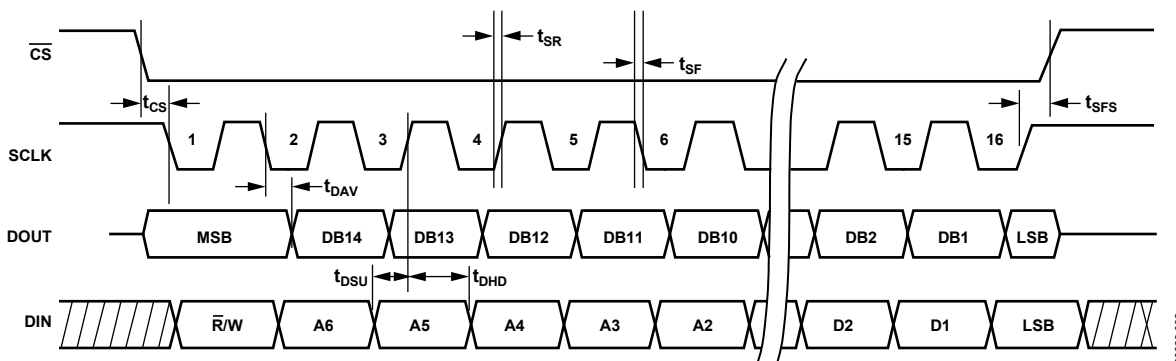 CS
tSR
tSF
tCS
tSFS
SCLK
1 2 3 4 5 6 15 16
tDAV
DOUT
MSB DB14 DB13 DB12 DB11 DB10 DB2 DB1 LSB
tDSU
tDHD
DIN
R/W A6 A5 A4 A3 A2 D2 D1 LSB